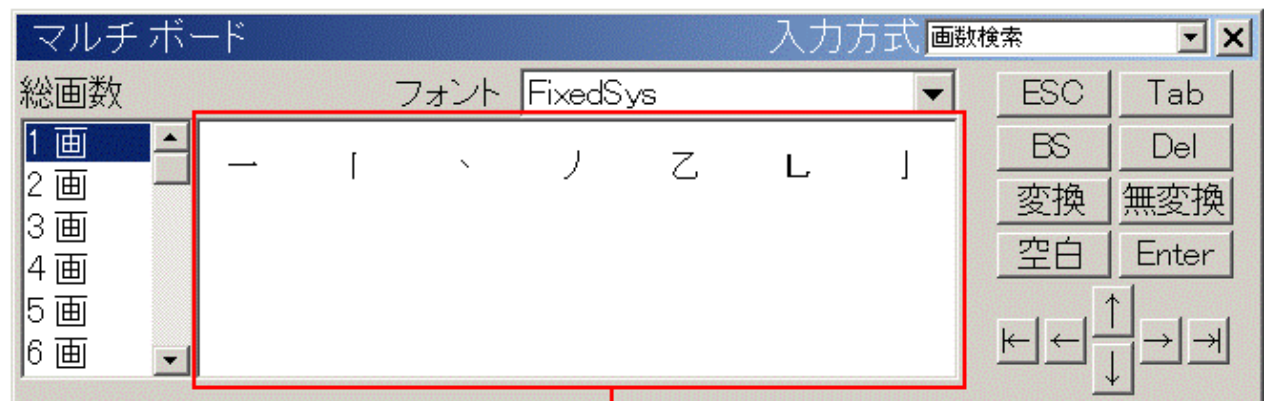 マルチ ボード 入力方式 画数検索
総画数 フォント FixedSys ESC Tab
1 画 一 ｢ 丶 丿 乙 乚 亅 BS Del
2 画
3 画 変換 無変換
4 画 空白 Enter
5 画 ↑
6 画 |← ← ↓ → →|